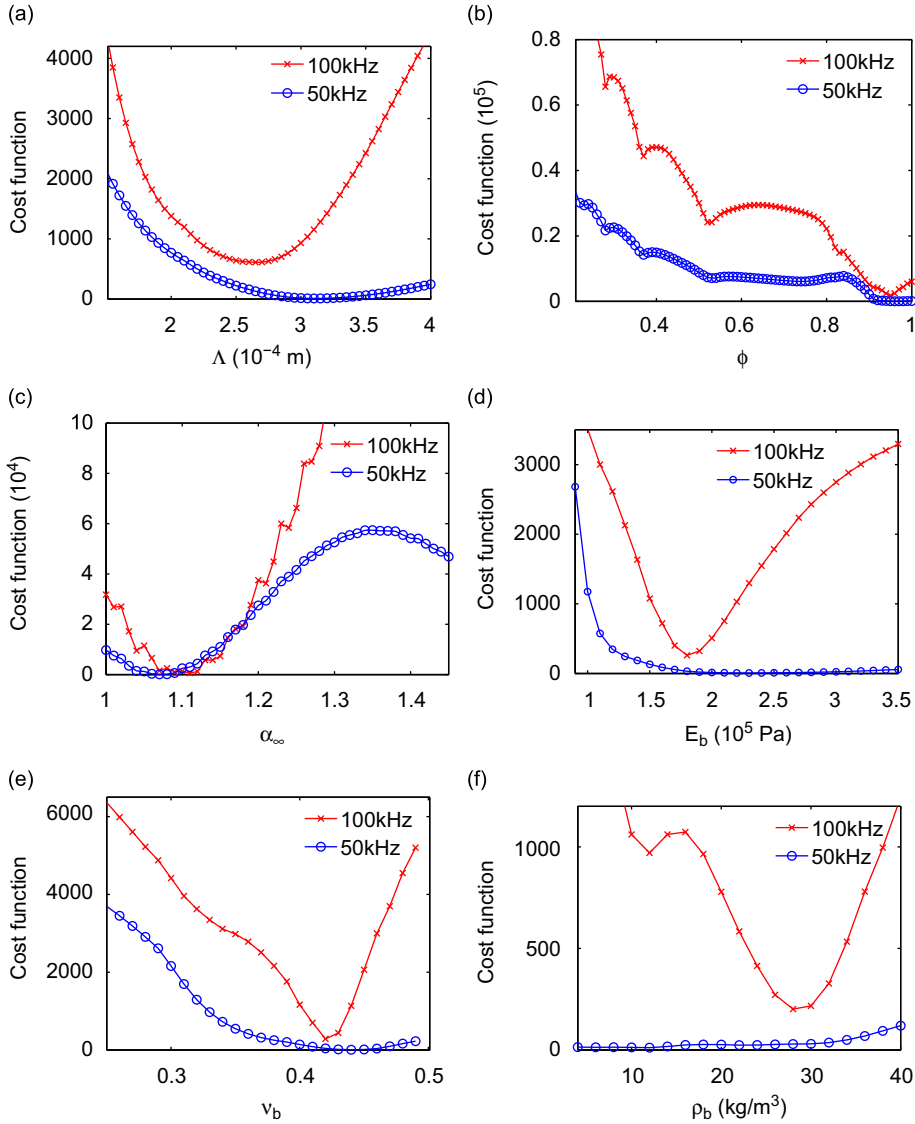 (a)
4000
3000
2000
1000
0
Cost function
100kHz
50kHz
2
2.5
3
3.5
4
Λ (10⁻⁴ m)
(b)
0.8
0.6
0.4
0.2
0
Cost function (10⁵)
100kHz
50kHz
0.4
0.6
0.8
1
ϕ
(c)
10
8
6
4
2
0
Cost function (10⁴)
100kHz
50kHz
1
1.1
1.2
1.3
1.4
α∞
(d)
3000
2000
1000
0
Cost function
100kHz
50kHz
1
1.5
2
2.5
3
3.5
E_b (10⁵ Pa)
(e)
6000
4000
2000
0
Cost function
100kHz
50kHz
0.3
0.4
0.5
ν_b
(f)
1000
500
0
Cost function
100kHz
50kHz
10
20
30
40
ρ_b (kg/m³)